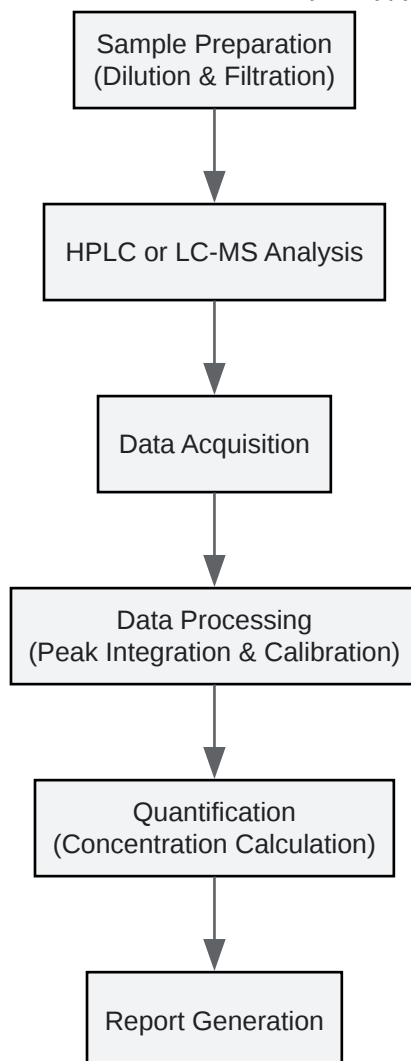 Sample Preparation
(Dilution & Filtration)
HPLC or LC-MS Analysis
Data Acquisition
Data Processing
(Peak Integration & Calibration)
Quantification
(Concentration Calculation)
Report Generation